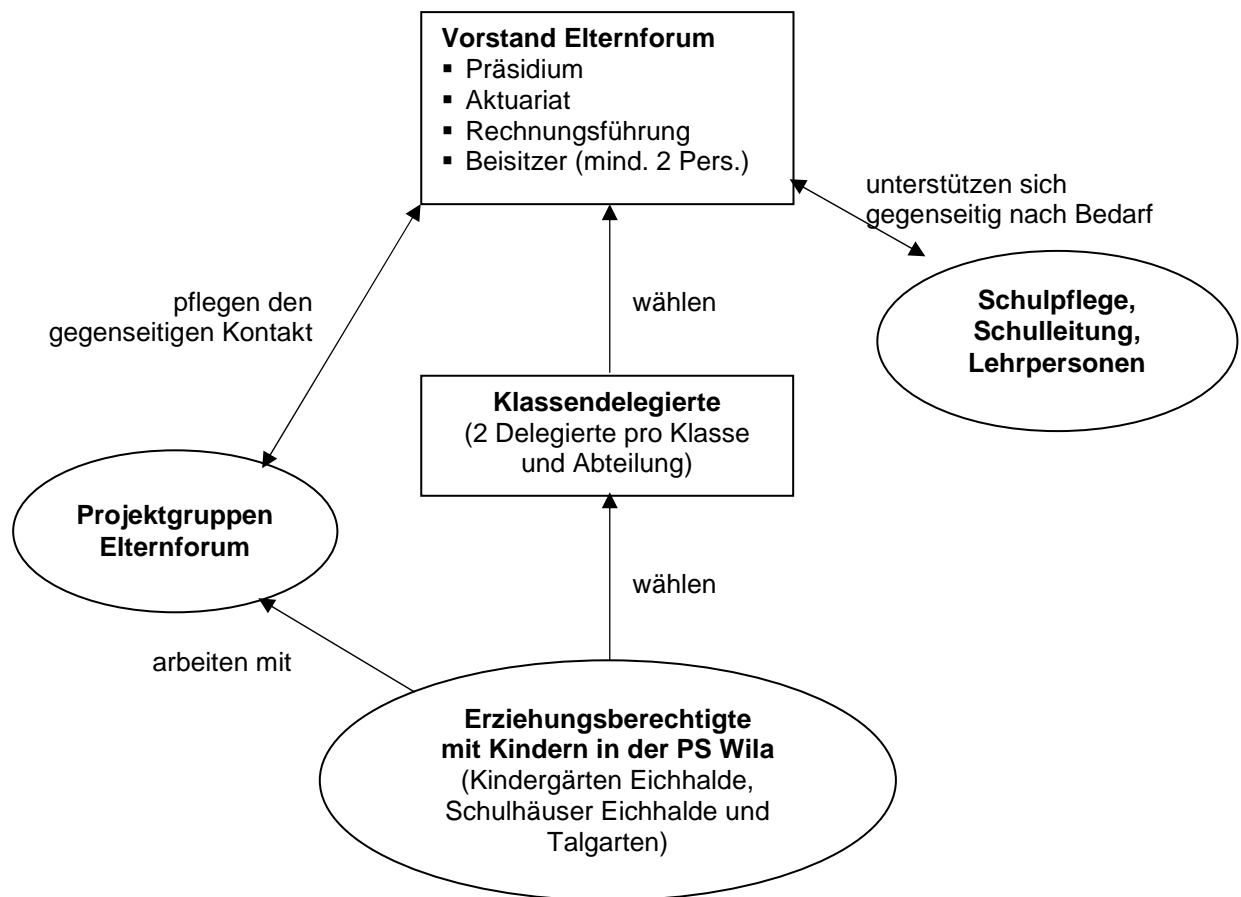 Vorstand Elternforum
▪ Präsidium
▪ Aktuariat
▪ Rechnungsführung
▪ Beisitzer (mind. 2 Pers.)
unterstützen sich
gegenseitig nach Bedarf
pflegen den
gegenseitigen Kontakt
wählen
Schulpflege,
Schulleitung,
Lehrpersonen
Klassendelegierte
(2 Delegierte pro Klasse
und Abteilung)
Projektgruppen
Elternforum
wählen
arbeiten mit
Erziehungsberechtigte
mit Kindern in der PS Wila
(Kindergärten Eichhalde,
Schulhäuser Eichhalde und
Talgarten)